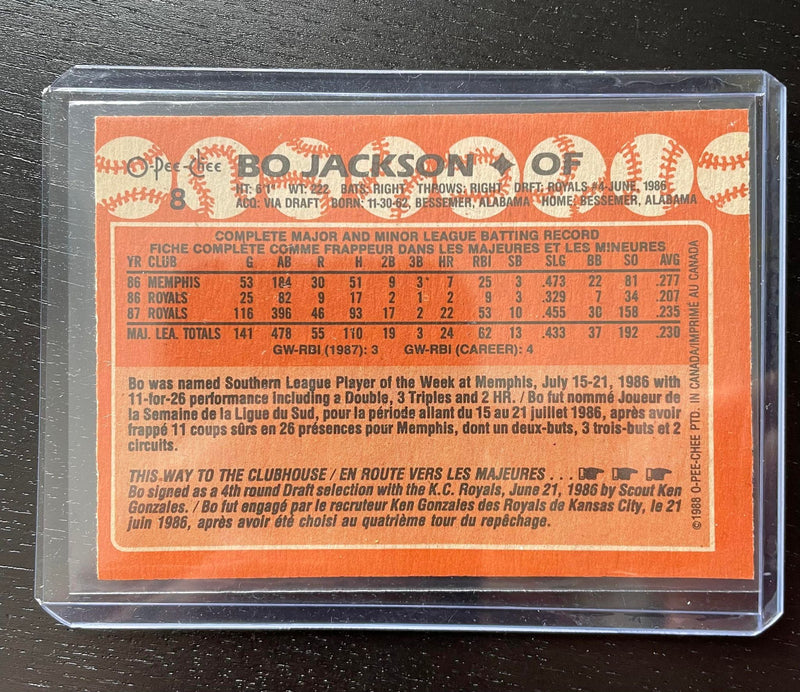 O-Pee-Chee BO JACKSON ✦ OF
8 HT: 6'1" WT: 222 BATS: RIGHT THROWS: RIGHT DRFT: ROYALS #4-JUNE, 1986
ACQ: VIA DRAFT BORN: 11-30-62, BESSEMER, ALABAMA HOME: BESSEMER, ALABAMA
COMPLETE MAJOR AND MINOR LEAGUE BATTING RECORD
FICHE COMPLÈTE COMME FRAPPEUR DANS LES MAJEURES ET LES MINEURES
YR CLUB G AB R H 2B 3B HR RBI SB SLG BB SO AVG
86 MEMPHIS 53 184 30 51 9 3 7 25 3 .473 22 81 .277
86 ROYALS 25 82 9 17 2 1 2 9 3 .329 7 34 .207
87 ROYALS 116 396 46 93 17 2 22 53 10 .455 30 158 .235
MAJ. LEA. TOTALS 141 478 55 110 19 3 24 62 13 .433 37 192 .230
GW-RBI (1987): 3 GW-RBI (CAREER): 4
Bo was named Southern League Player of the Week at Memphis, July 15-21, 1986 with
11-for-26 performance including a Double, 3 Triples and 2 HR. / Bo fut nommé Joueur de
la Semaine de la Ligue du Sud, pour la période allant du 15 au 21 juillet 1986, après avoir
frappé 11 coups sûrs en 26 présences pour Memphis, dont un deux-buts, 3 trois-buts et 2
circuits.
THIS WAY TO THE CLUBHOUSE / EN ROUTE VERS LES MAJEURES . . .
Bo signed as a 4th round Draft selection with the K.C. Royals, June 21, 1986 by Scout Ken
Gonzales. / Bo fut engagé par le recruteur Ken Gonzales des Royals de Kansas City, le 21
juin 1986, après avoir été choisi au quatrième tour du repêchage.
©1988 O-PEE-CHEE PTD. IN CANADA/IMPRIMÉ AU CANADA